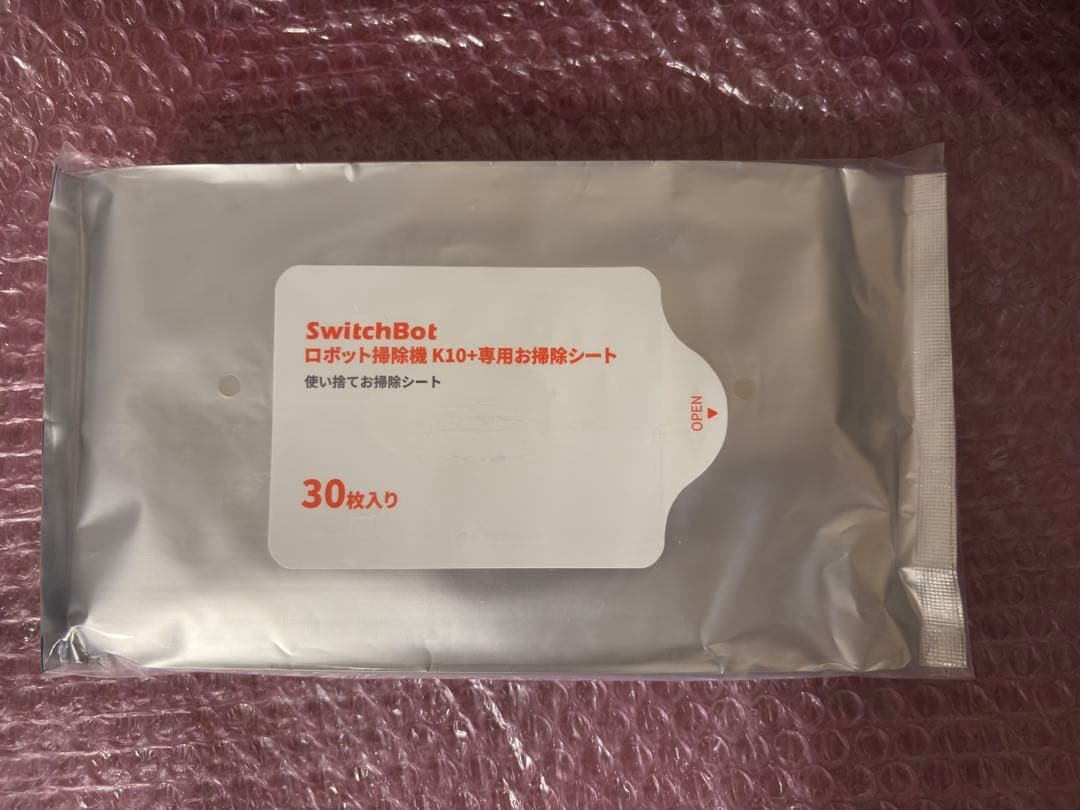 SwitchBot
ロボット掃除機 K10+専用お掃除シート
使い捨てお掃除シート
OPEN
30枚入り